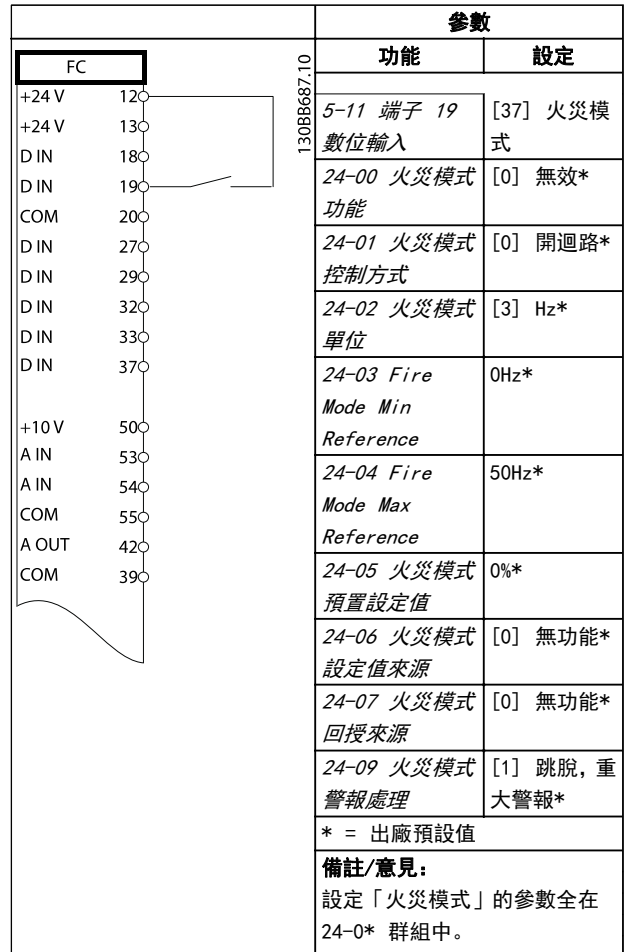 參數
功能 設定
FC
130BB687.10
+24 V 12
+24 V 13
D IN 18
D IN 19
COM 20
D IN 27
D IN 29
D IN 32
D IN 33
D IN 37
+10 V 50
A IN 53
A IN 54
COM 55
A OUT 42
COM 39
5-11 端子 19 [37] 火災模
數位輸入 式
24-00 火災模式 [0] 無效*
功能
24-01 火災模式 [0] 開迴路*
控制方式
24-02 火災模式 [3] Hz*
單位
24-03 Fire 0Hz*
Mode Min
Reference
24-04 Fire 50Hz*
Mode Max
Reference
24-05 火災模式 0%*
預置設定值
24-06 火災模式 [0] 無功能*
設定值來源
24-07 火災模式 [0] 無功能*
回授來源
24-09 火災模式 [1] 跳脫，重
警報處理 大警報*
* = 出廠預設值
備註/意見：
設定「火災模式」的參數全在
24-0* 群組中。